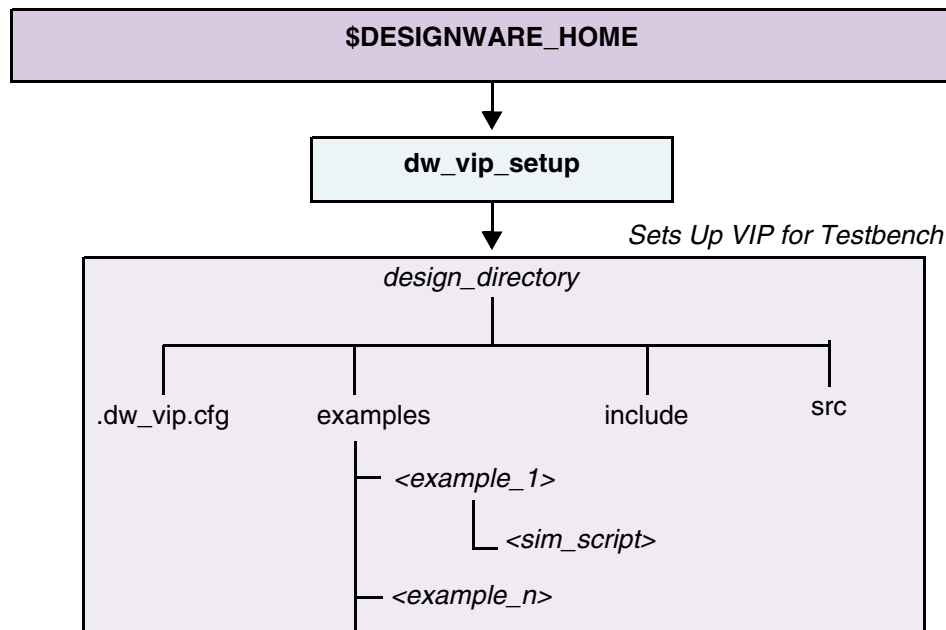 $DESIGNWARE_HOME
dw_vip_setup
Sets Up VIP for Testbench
design_directory
.dw_vip.cfg examples include src
<example_1>
<sim_script>
<example_n>